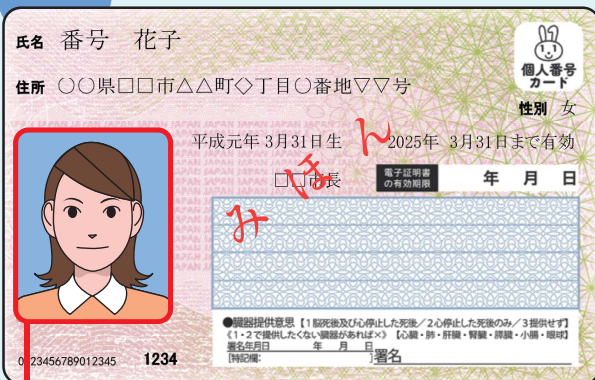 氏名 番号 花子
個人番号
カード
住所 〇〇県□□市△△町◇丁目〇番地▽▽号
性別 女
平成元年3月31日生 2025年 3月31日まで有効
□□市長
電子証明書
の有効期限
年 月 日
みほん
●臓器提供意思【1脳死後及び心停止した死後／2心停止した死後のみ／3提供せず】
《1・2で提供したくない臓器があれば×》【心臓・肺・肝臓・腎臓・膵臓・小腸・眼球】
署名年月日 年 月 日
[特記欄: ]署名
0123456789012345 1234